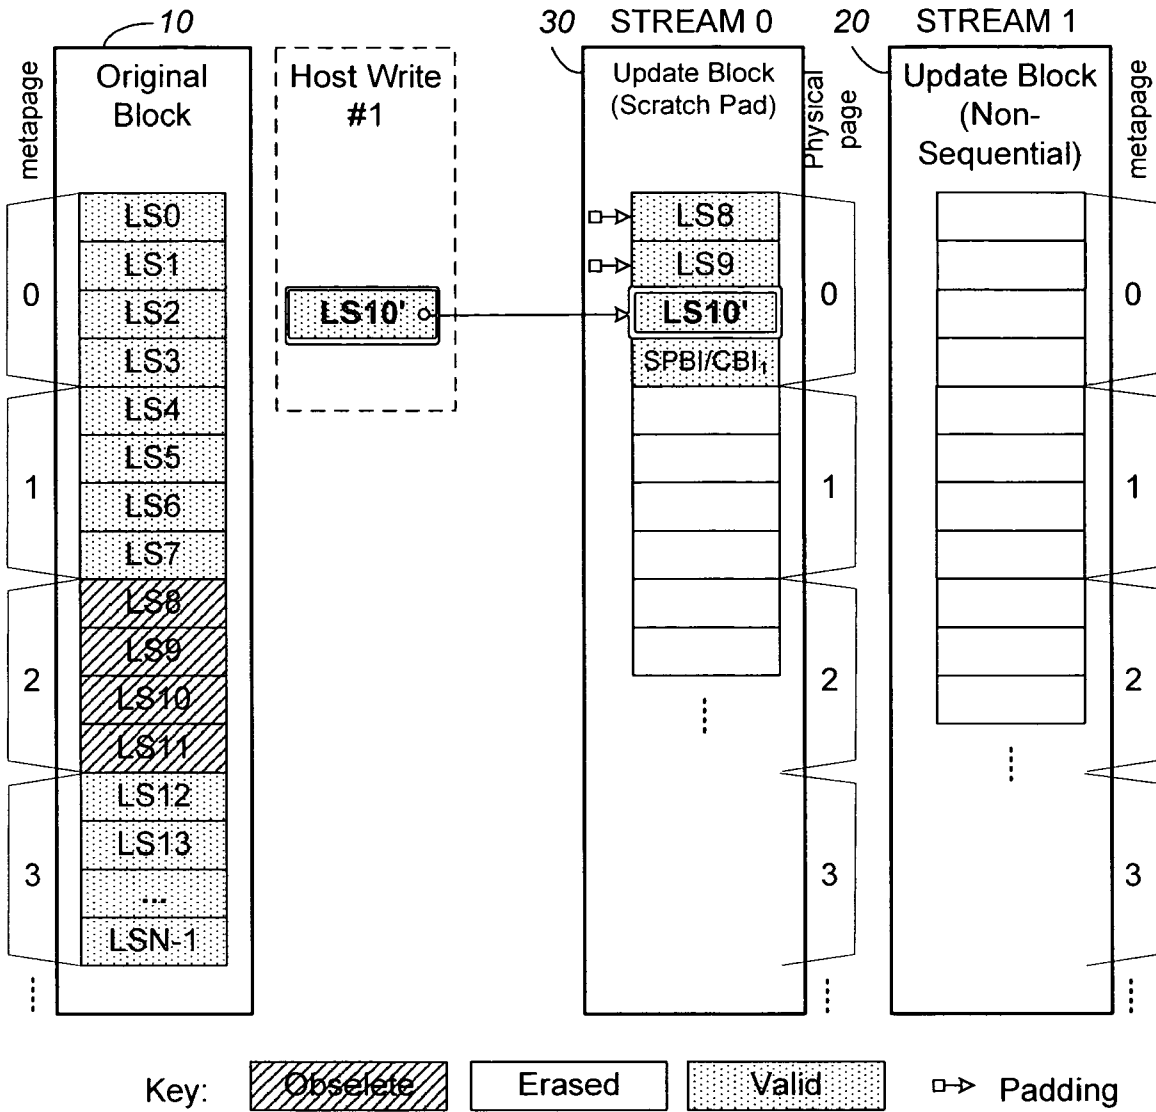 10
30
STREAM 0
20
STREAM 1
metapage
Original
Block
Host Write
#1
Update Block
(Scratch Pad)
Physical
page
Update Block
(Non-
Sequential)
metapage
LS0
LS1
LS2
LS3
LS4
LS5
LS6
LS7
LS8
LS9
LS10
LS11
LS12
LS13
...
LSN-1
0
1
2
3
LS10'
LS8
LS9
LS10'
SPBI/CBI₁
0
1
2
3
0
1
2
3
Key:
Obselete
Erased
Valid
Padding